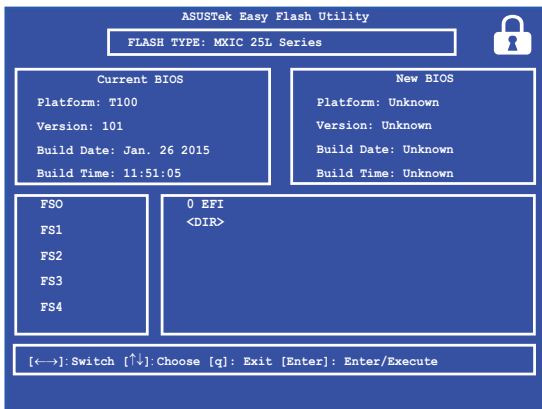 ASUSTek Easy Flash Utility
FLASH TYPE: MXIC 25L Series
Current BIOS
Platform: T100
Version: 101
Build Date: Jan. 26 2015
Build Time: 11:51:05
New BIOS
Platform: Unknown
Version: Unknown
Build Date: Unknown
Build Time: Unknown
FSO
FS1
FS2
FS3
FS4
0 EFI
<DIR>
[←→]: Switch [↑↓]: Choose [q]: Exit [Enter]: Enter/Execute